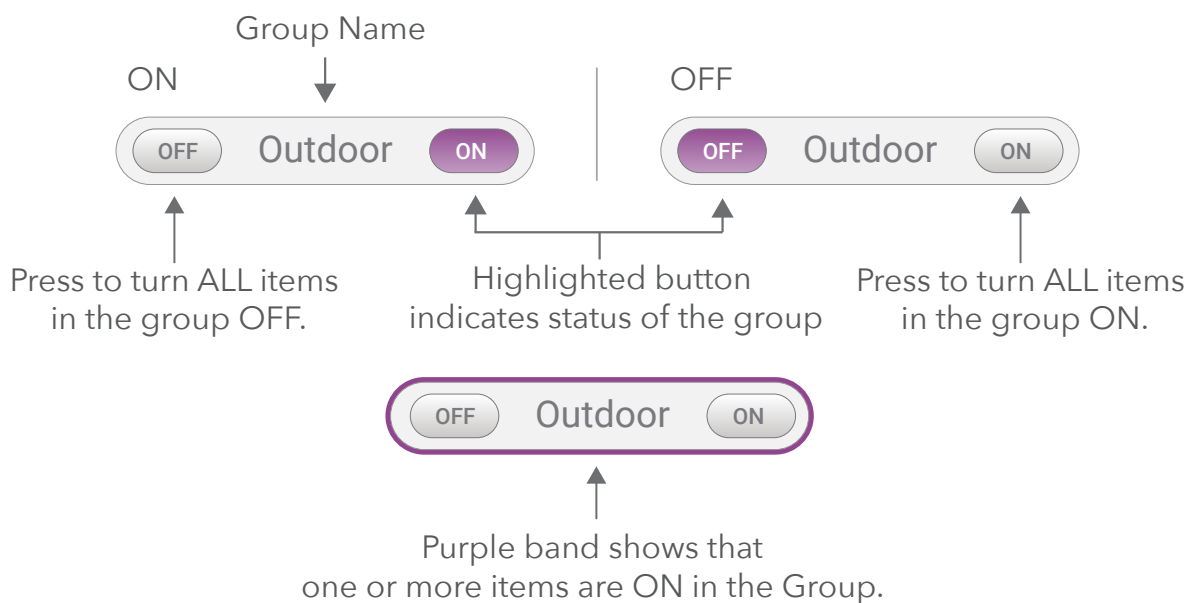 Group Name
ON
OFF
OFF Outdoor ON
OFF Outdoor ON
Press to turn ALL items
in the group OFF.
Highlighted button
indicates status of the group
Press to turn ALL items
in the group ON.
OFF Outdoor ON
Purple band shows that
one or more items are ON in the Group.